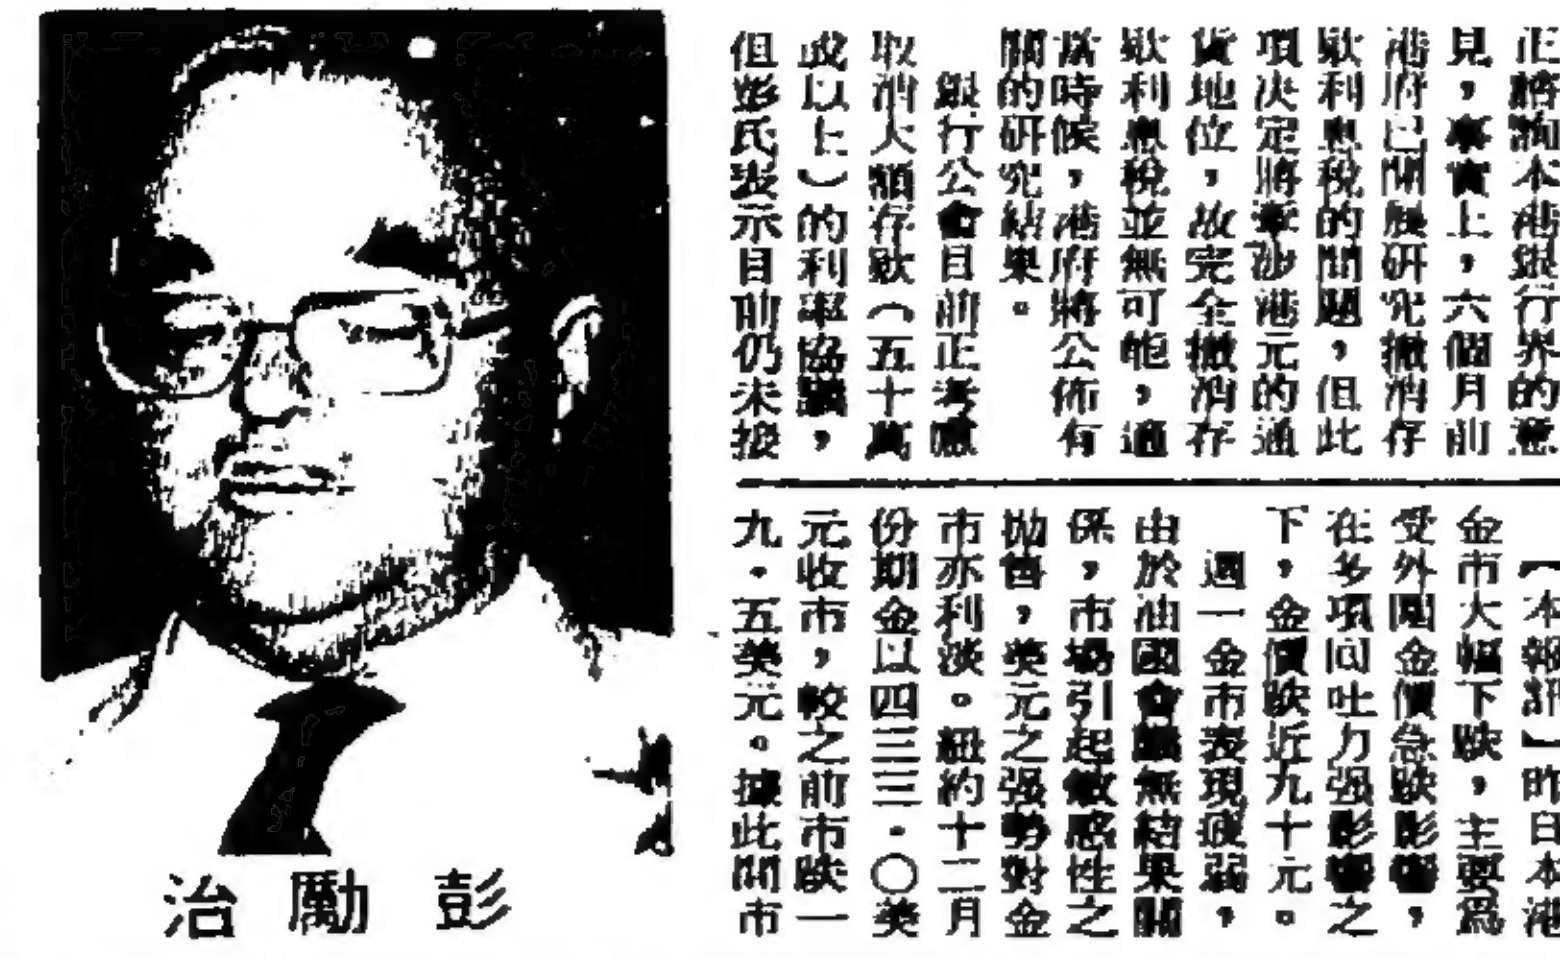 正諮詢本港銀行界的意
見，事實上，六個月前
港府已開展研究撤消存
款利息稅的問題，但此
項决定將牽涉港元的通
貨地位，故完全撤消存
款利息稅並無可能，適
當時候，港府將公佈有
關的研究結果。
銀行公會目前正考慮
取消大額存款（五十萬
或以上）的利率協議，
但彭氏表示目前仍未接
【本報訊】昨日本港
金市大幅下跌，主要爲
受外圍金價急跌影響，
在多項回吐力强影響之
下，金價跌近九十元。
週一金市表現疲弱，
由於油國會議無結果關
係，市場引起敏感性之
拋售，美元之强勢對金
市亦利淡。紐約十二月
份期金以四三三・〇美
元收市，較之前市跌一
九・五美元。據此間市
彭勵治